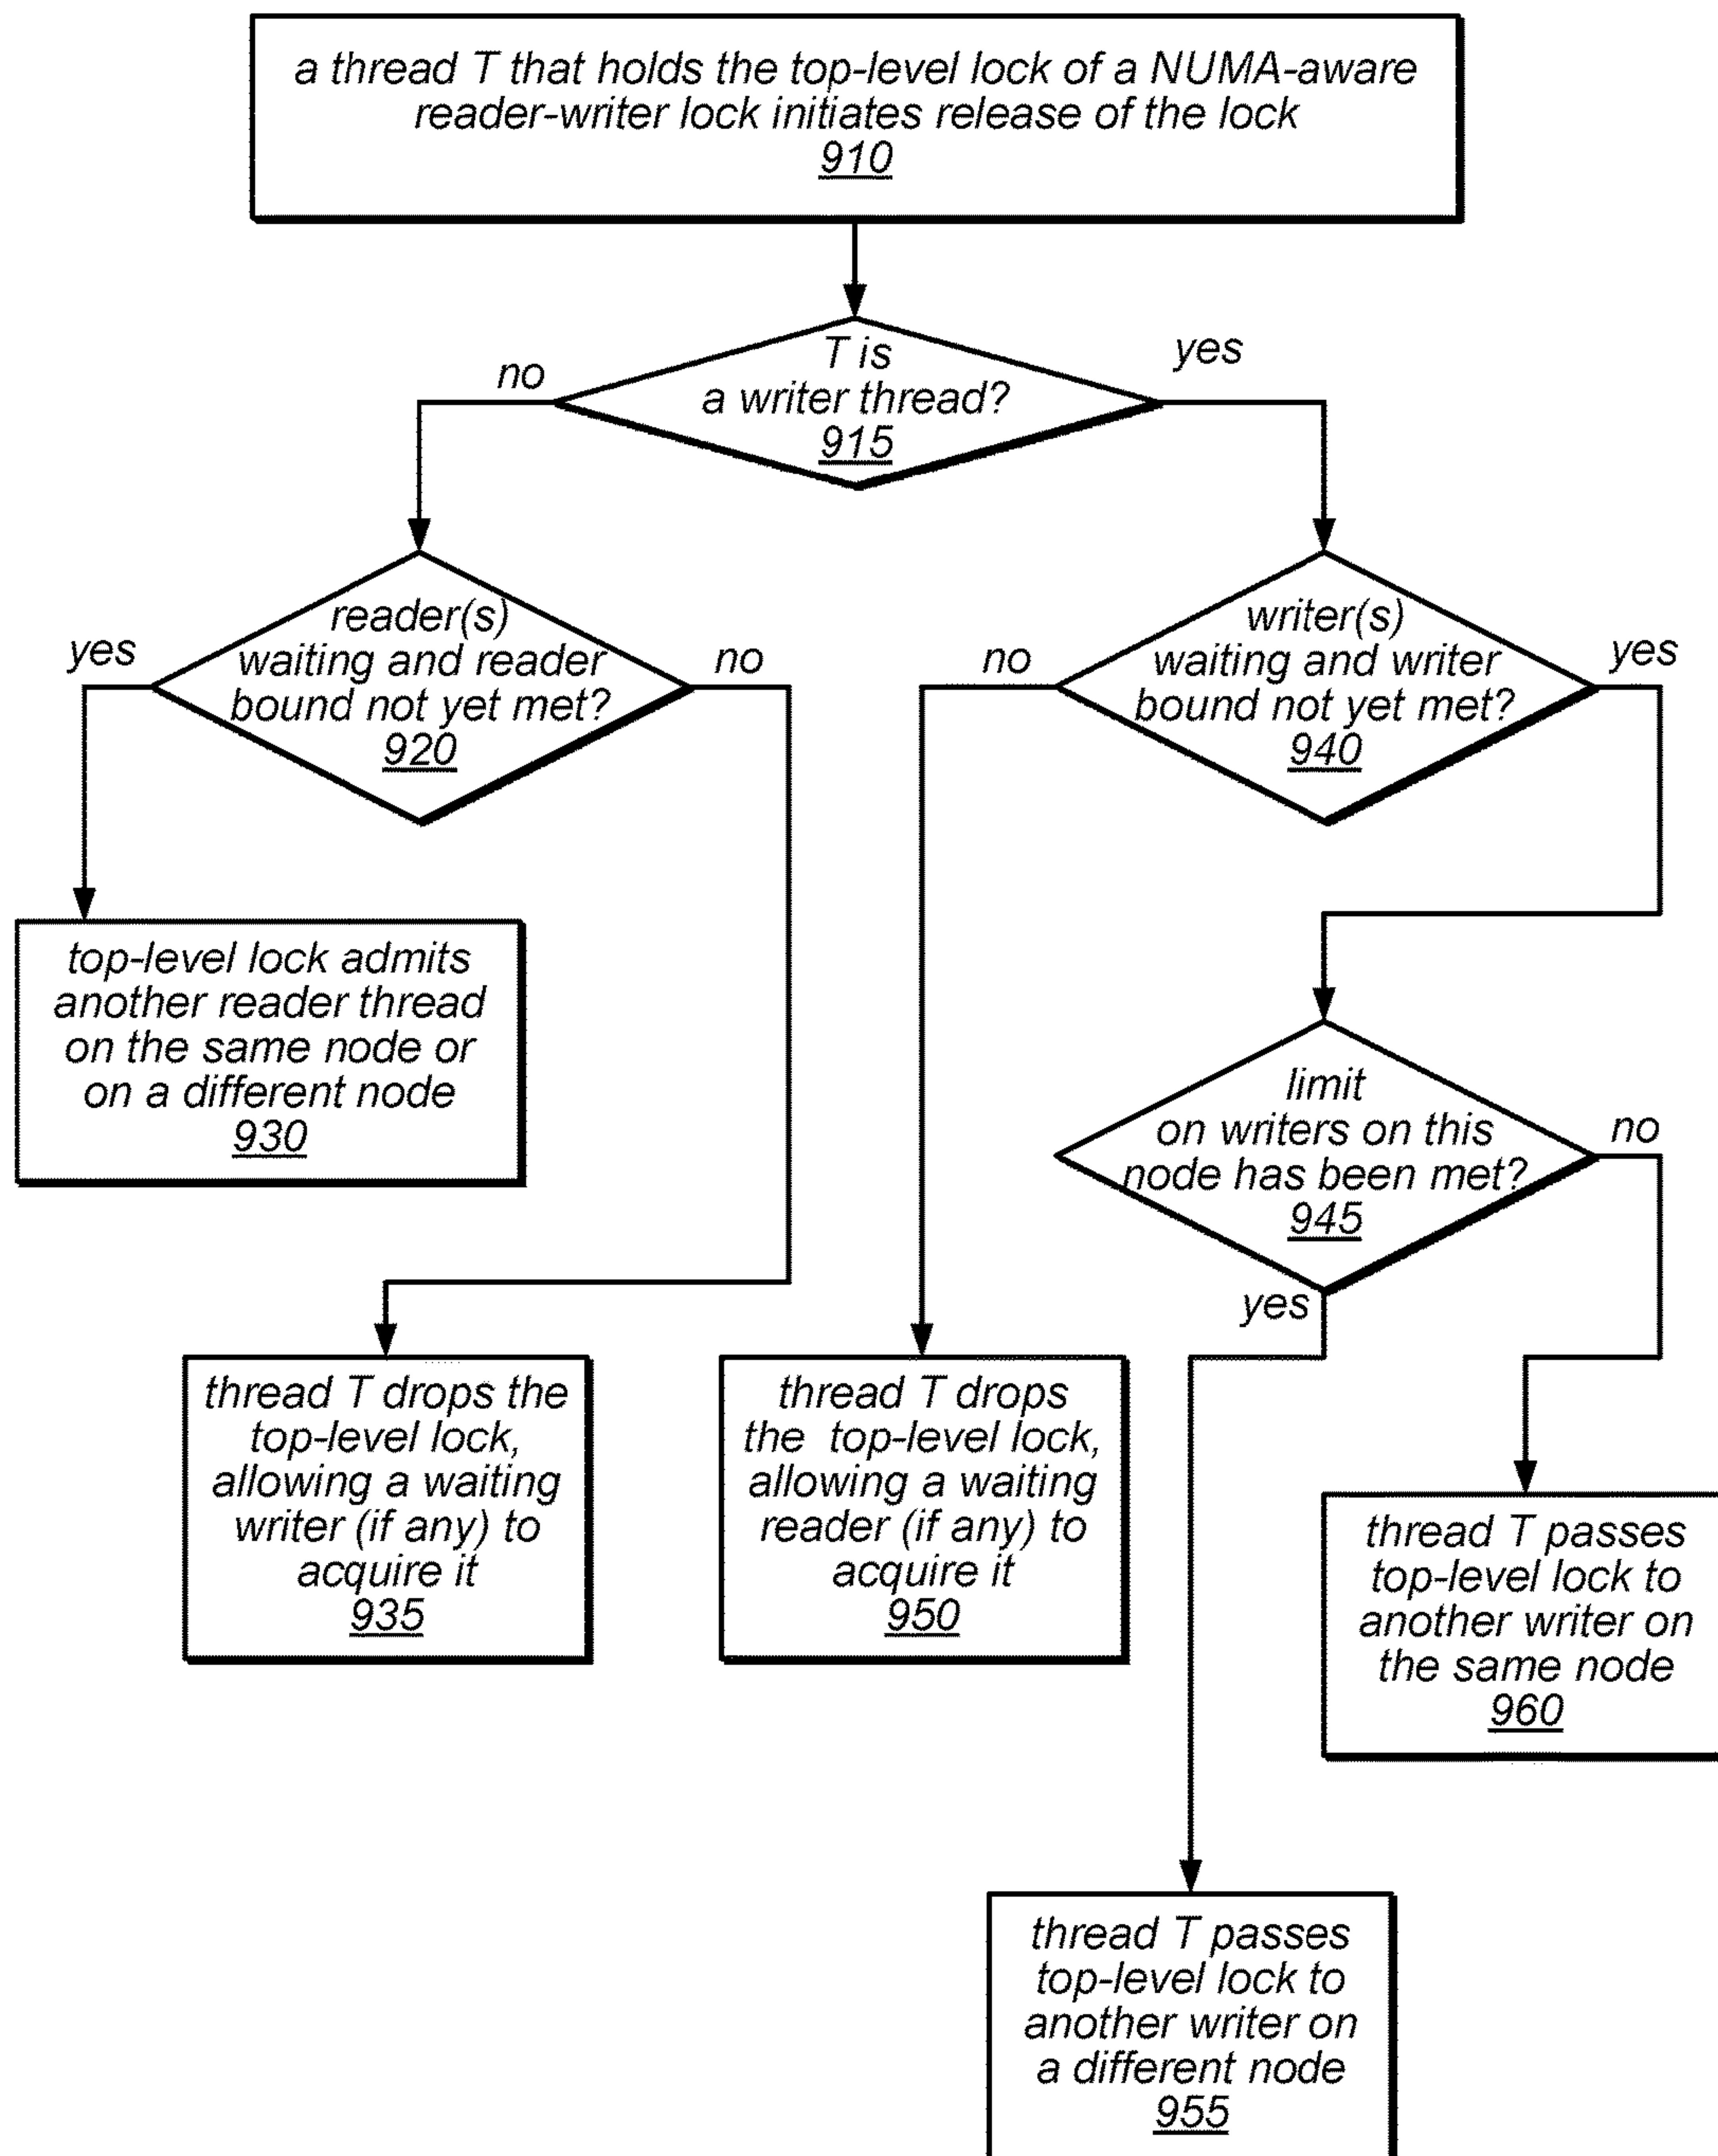 a thread T that holds the top-level lock of a NUMA-aware
reader-writer lock initiates release of the lock
910
T is
a writer thread?
915
no
yes
reader(s)
waiting and reader
bound not yet met?
920
yes
no
writer(s)
waiting and writer
bound not yet met?
940
no
yes
top-level lock admits
another reader thread
on the same node or
on a different node
930
limit
on writers on this
node has been met?
945
no
yes
thread T drops the
top-level lock,
allowing a waiting
writer (if any) to
acquire it
935
thread T drops
the top-level lock,
allowing a waiting
reader (if any) to
acquire it
950
thread T passes
top-level lock to
another writer on
the same node
960
thread T passes
top-level lock to
another writer on
a different node
955